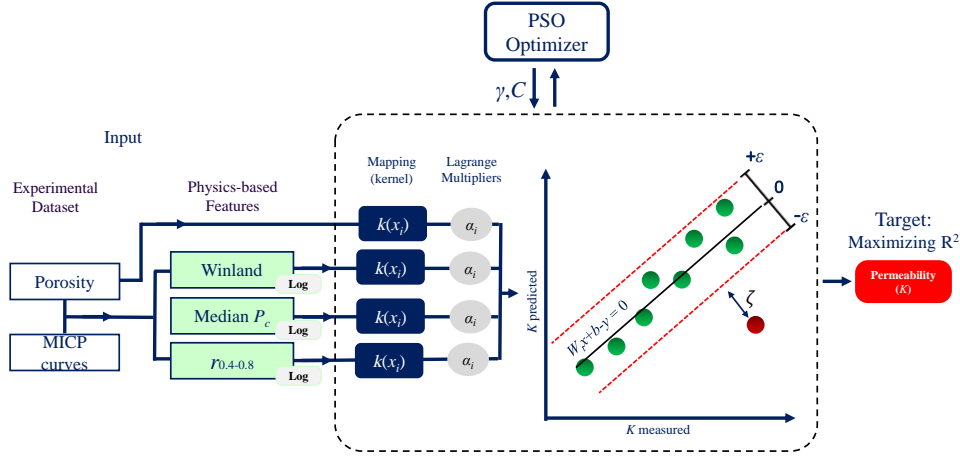 PSO
Optimizer
γ,C
Input
Experimental
Dataset
Physics-based
Features
Mapping
(kernel)
Lagrange
Multipliers
Porosity
MICP
curves
Winland
Log
Median Pc
Log
r0.4-0.8
Log
k(xi)
αi
k(xi)
αi
k(xi)
αi
k(xi)
αi
K predicted
K measured
WTx+b-y = 0
+ε
0
-ε
ζ
Target:
Maximizing R²
Permeability
(K)